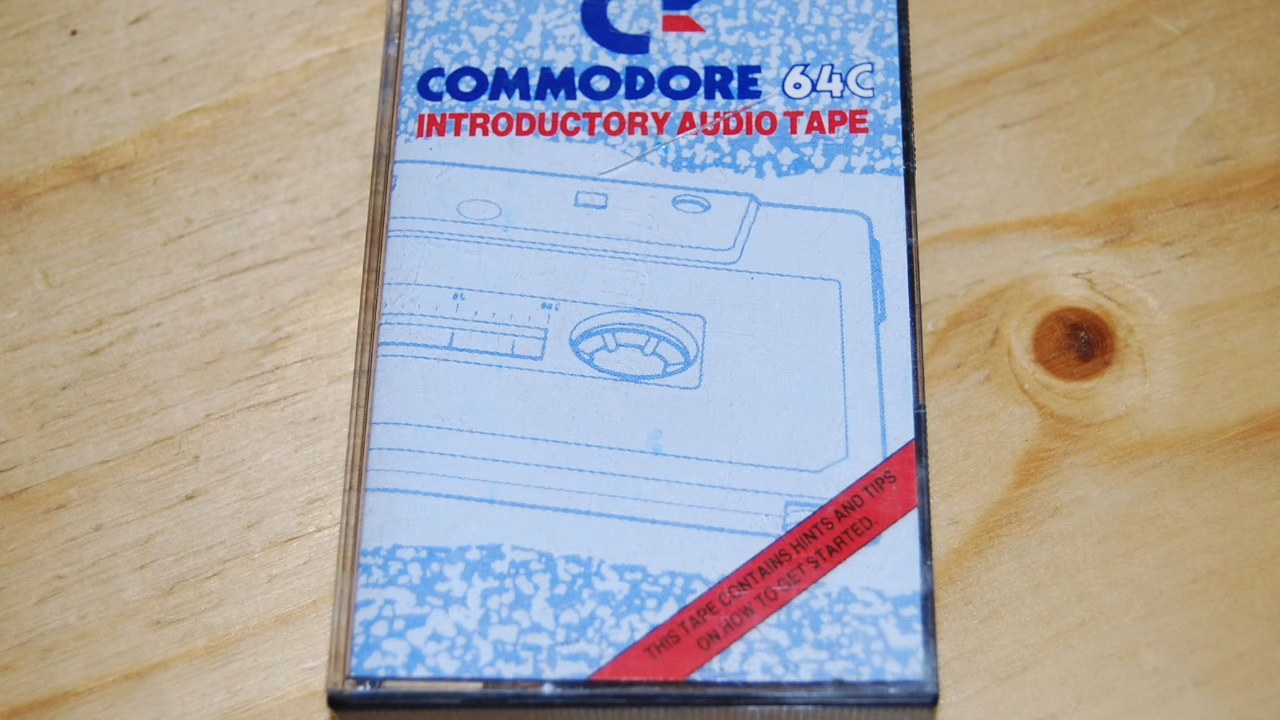 COMMODORE 64C
INTRODUCTORY AUDIO TAPE
THIS TAPE CONTAINS HINTS AND TIPS
ON HOW TO GET STARTED.